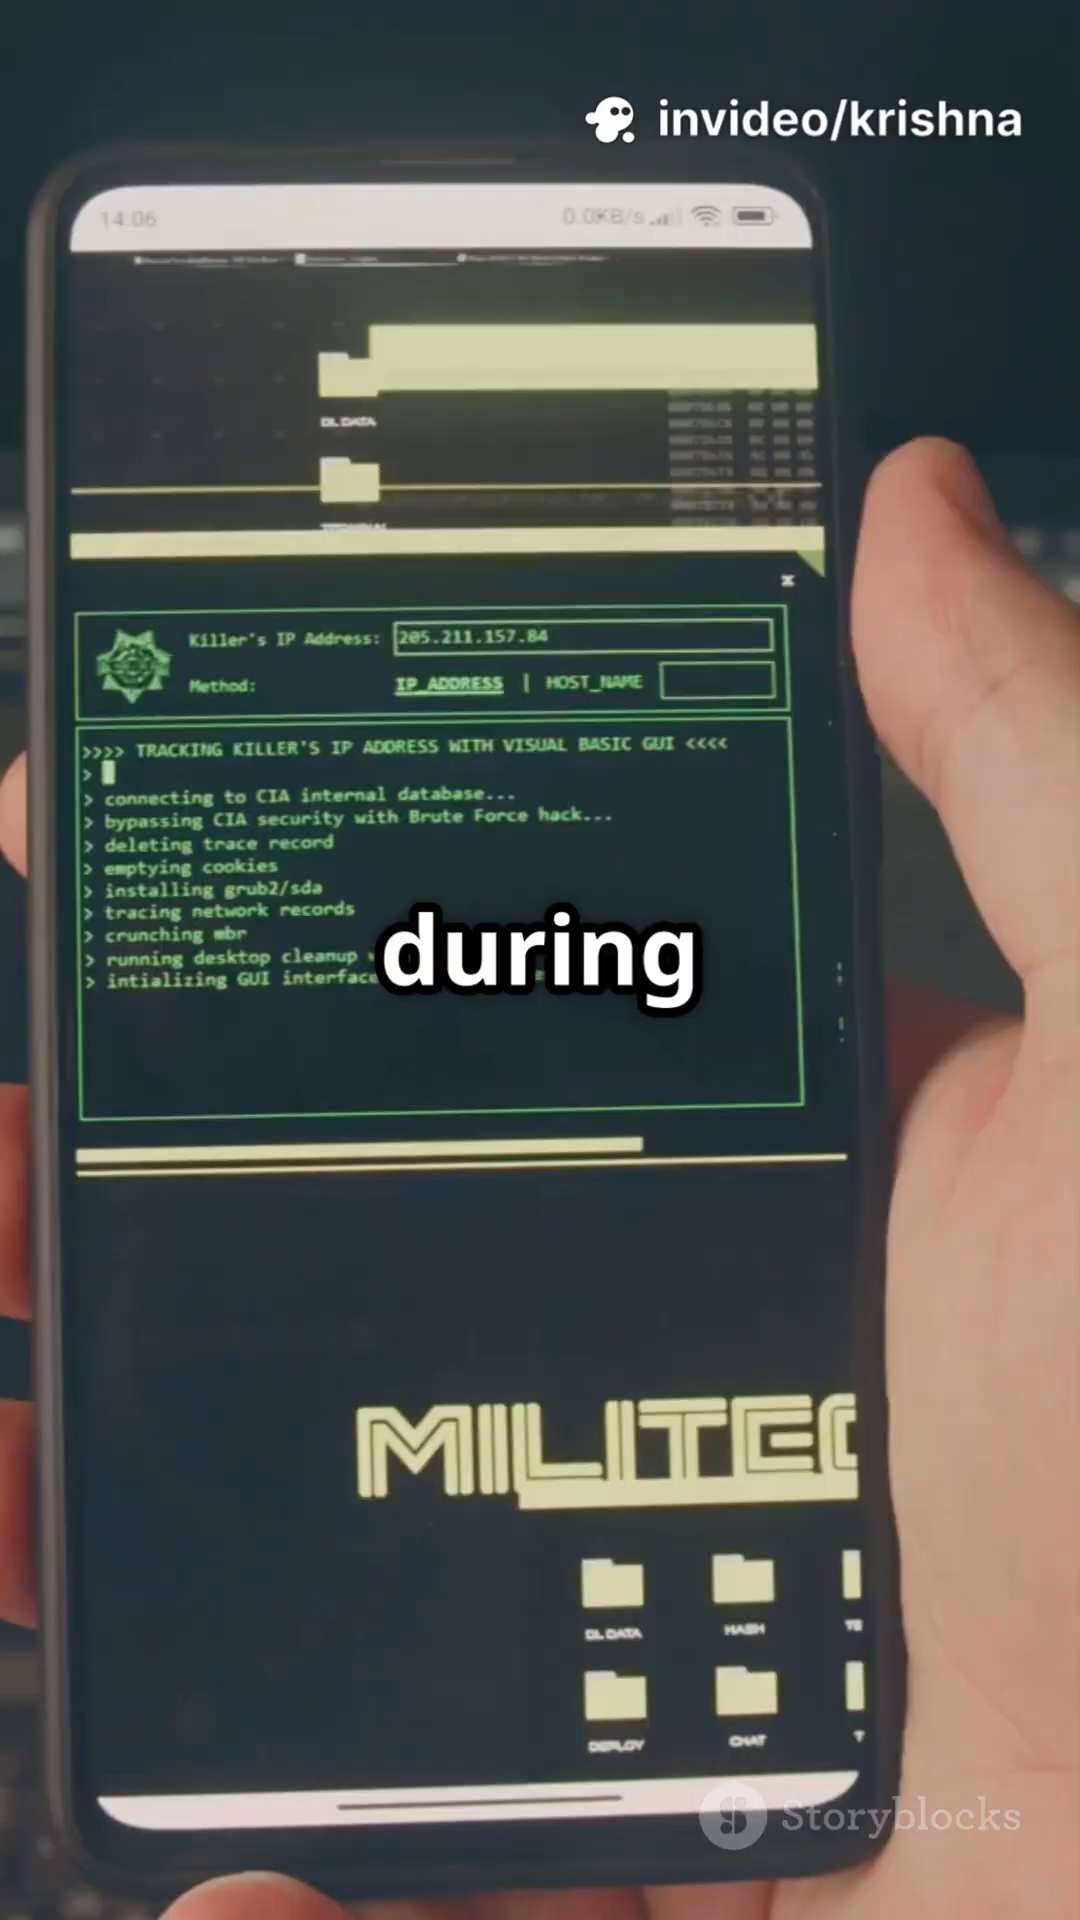 invideo/krishna
14.06
0.0KB/s
DL DATA
Killer's IP Address: 205.211.157.84
Method: IP_ADDRESS | HOST_NAME
>>>> TRACKING KILLER'S IP ADDRESS WITH VISUAL BASIC GUI <<<<
>
> connecting to CIA internal database...
> bypassing CIA security with Brute Force hack...
> deleting trace record
> emptying cookies
> installing grub2/sda
> tracing network records
> crunching mbr
> running desktop cleanup
> intializing GUI interface
during
MILITEC
DL DATA HASH
DEPLOY CHAT
Storyblocks